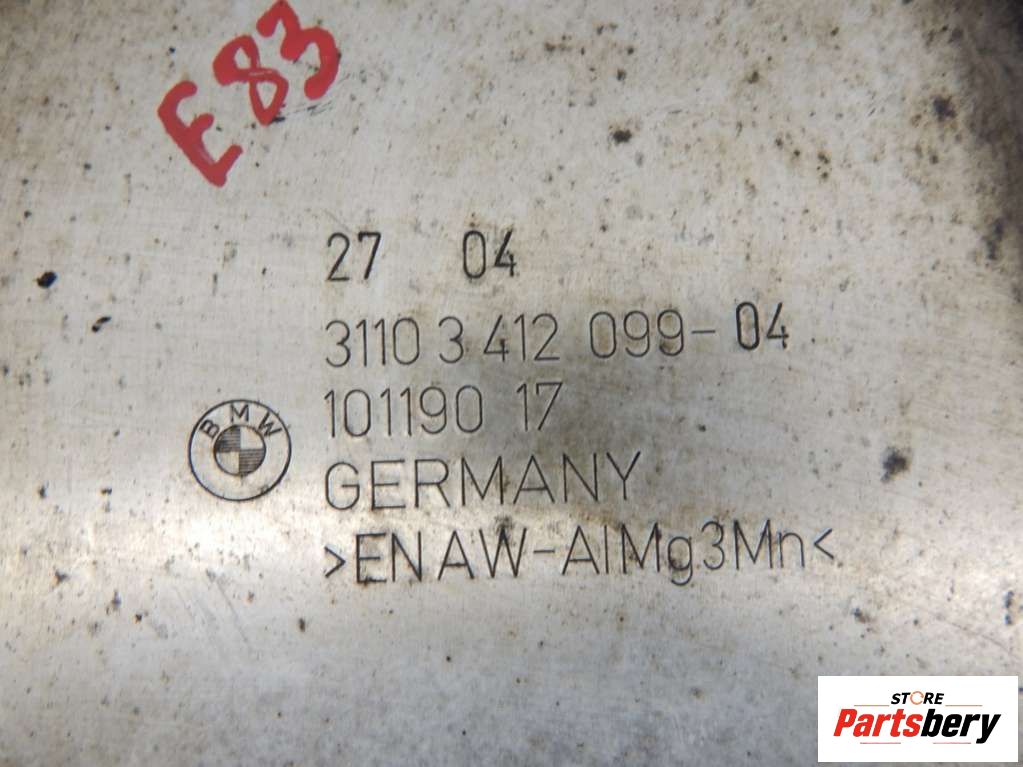 E83
27 04
3110 3 412 099-04
101190 17
BMW
GERMANY
>EN AW-AlMg3Mn<
STORE
Partsbery